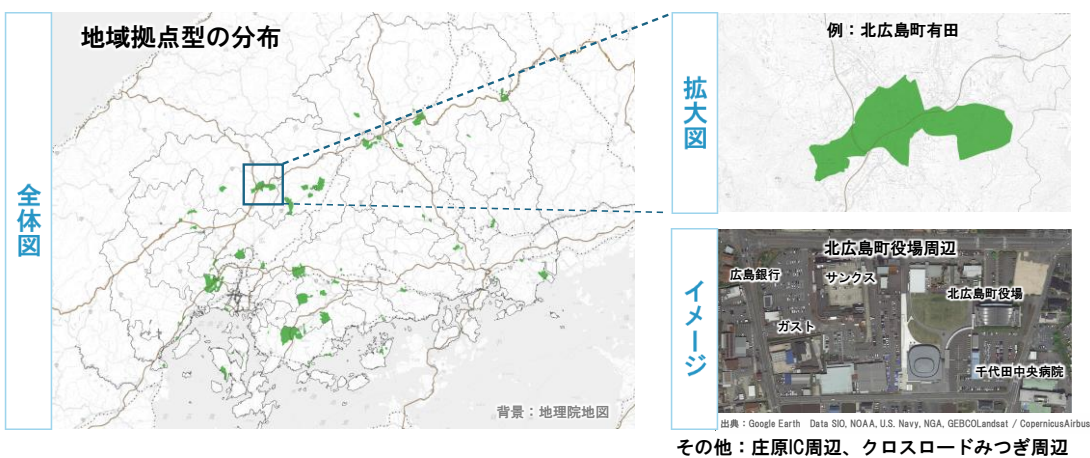 地域拠点型の分布
全体図
背景：地理院地図
拡大図
例：北広島町有田
イメージ
北広島町役場周辺
広島銀行
サンクス
北広島町役場
ガスト
千代田中央病院
出典：Google Earth Data SIO, NOAA, U.S. Navy, NGA, GEBCOLandsat / CopernicusAirbus
その他：庄原IC周辺、クロスロードみつぎ周辺